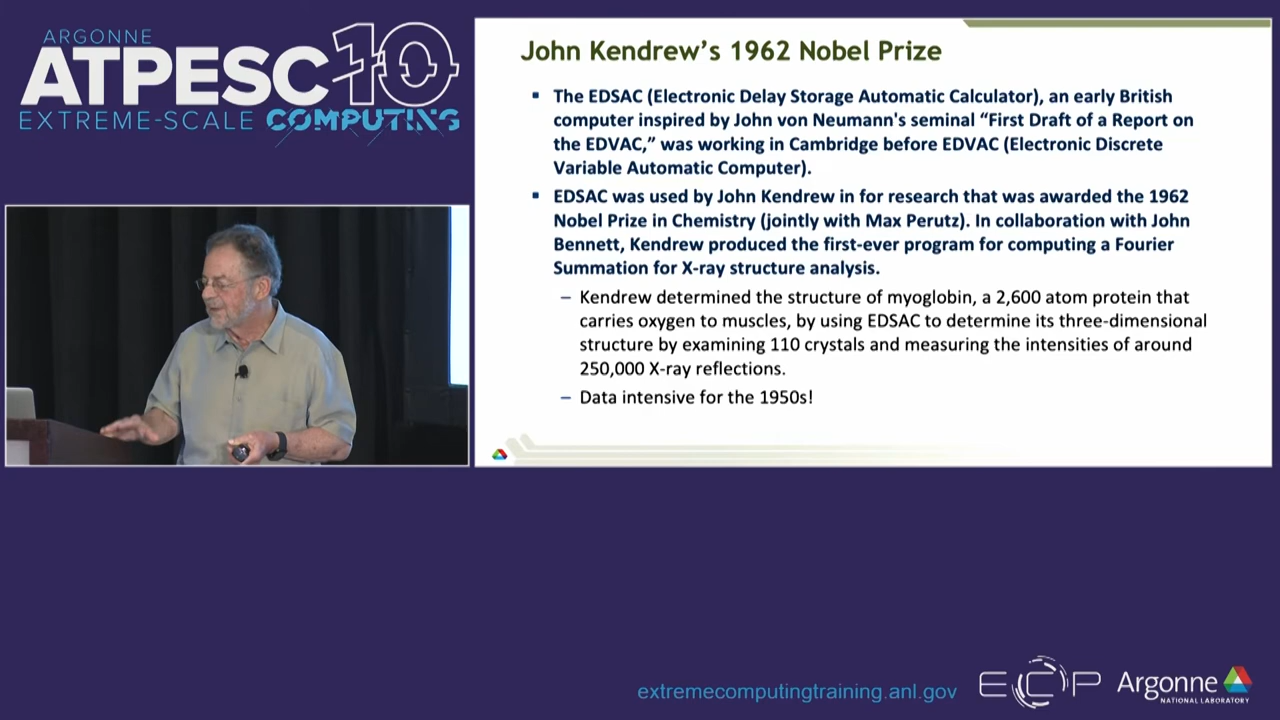 ARGONNE
ATPESC10
EXTREME-SCALE COMPUTING
John Kendrew’s 1962 Nobel Prize
▪ The EDSAC (Electronic Delay Storage Automatic Calculator), an early British
computer inspired by John von Neumann's seminal “First Draft of a Report on
the EDVAC,” was working in Cambridge before EDVAC (Electronic Discrete
Variable Automatic Computer).
▪ EDSAC was used by John Kendrew in for research that was awarded the 1962
Nobel Prize in Chemistry (jointly with Max Perutz). In collaboration with John
Bennett, Kendrew produced the first-ever program for computing a Fourier
Summation for X-ray structure analysis.
– Kendrew determined the structure of myoglobin, a 2,600 atom protein that
carries oxygen to muscles, by using EDSAC to determine its three-dimensional
structure by examining 110 crystals and measuring the intensities of around
250,000 X-ray reflections.
– Data intensive for the 1950s!
extremecomputingtraining.anl.gov
ECP
Argonne
NATIONAL LABORATORY